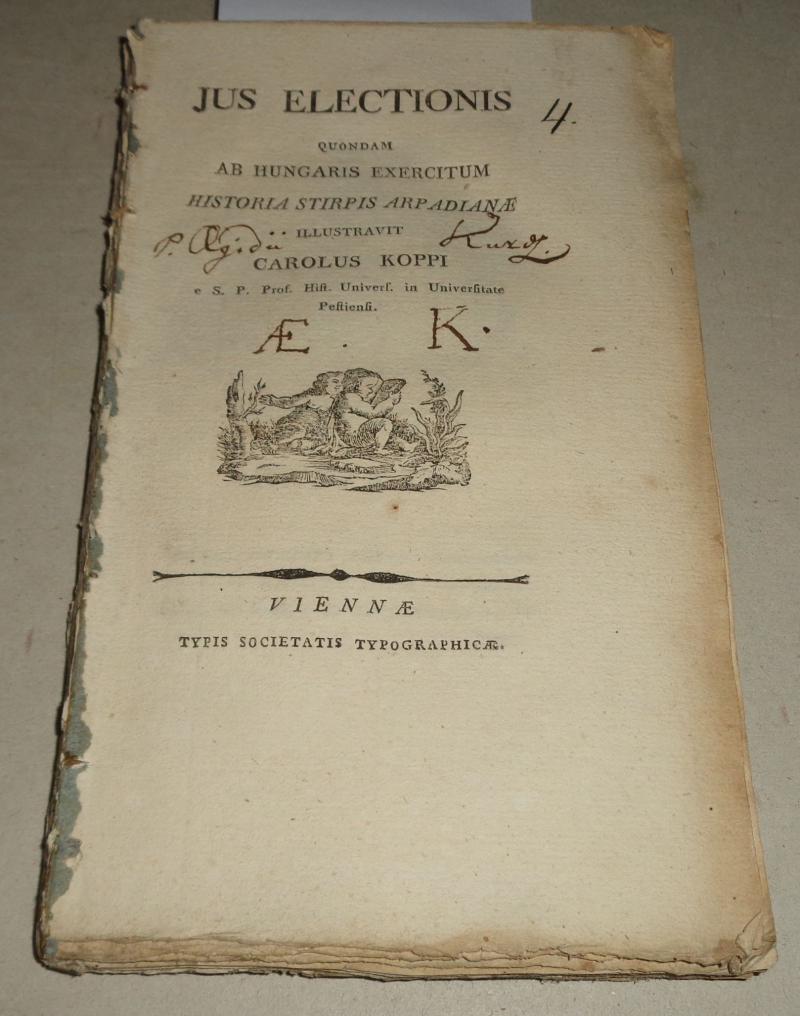 JUS ELECTIONIS
4.
QUONDAM
AB HUNGARIS EXERCITUM
HISTORIA STIRPIS ARPADIANÆ
ILLUSTRAVIT
P. Ægidii
CAROLUS KOPPI
e S. P. Prof. Hiſt. Univerſ. in Univerſitate
Peſtienſi.
Æ . K.
VIENNÆ
TYPIS SOCIETATIS TYPOGRAPHICÆ.